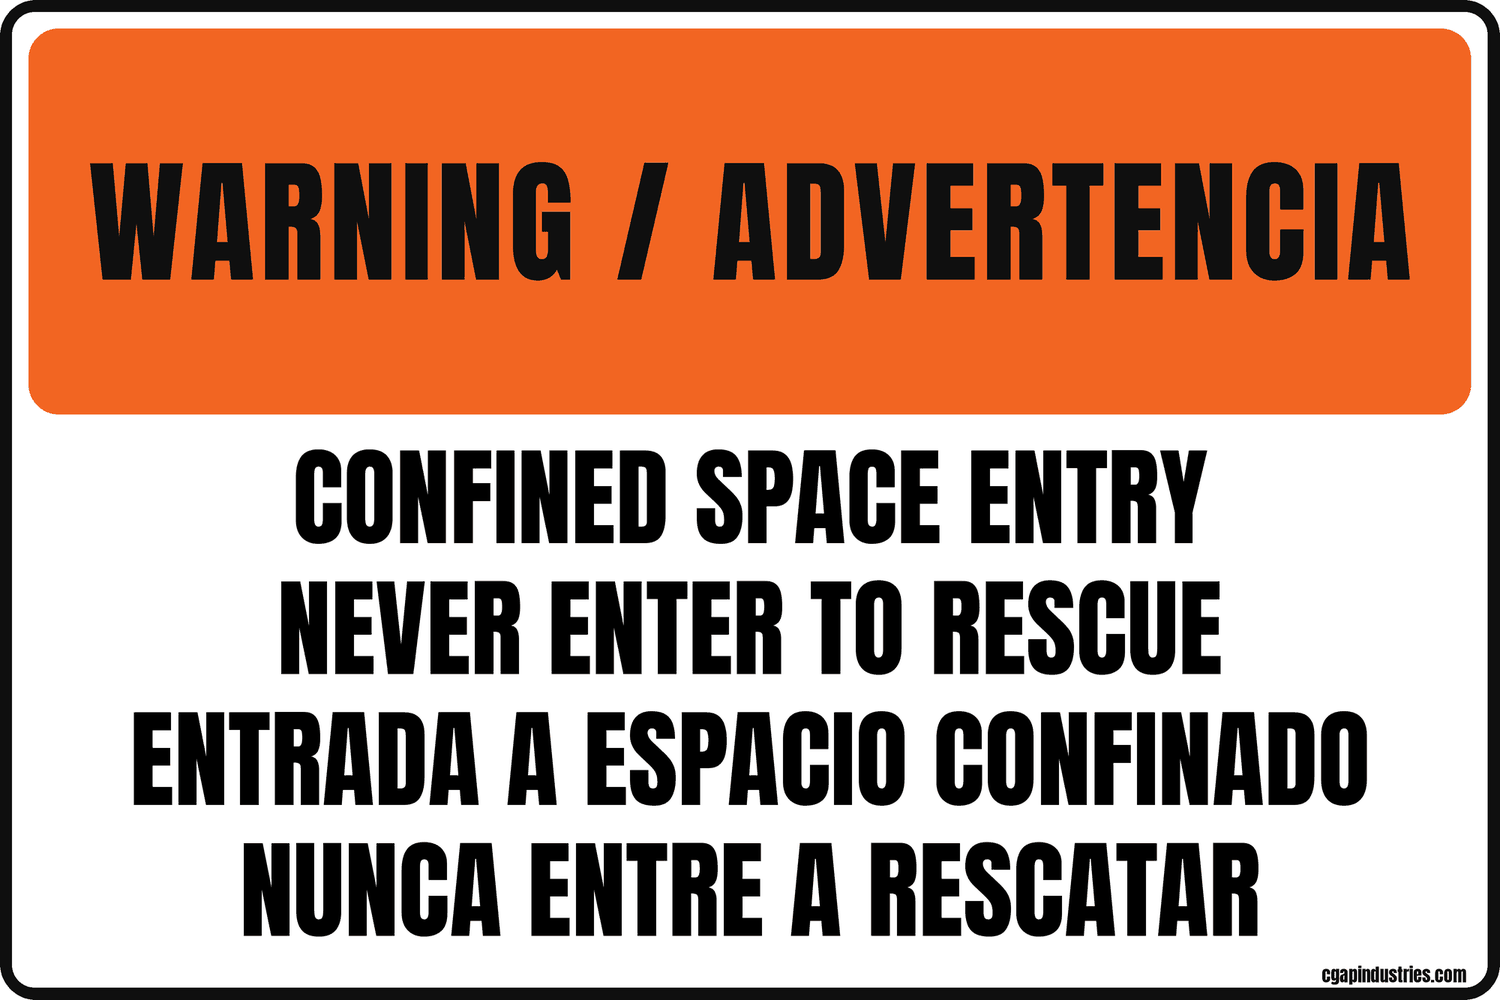 WARNING / ADVERTENCIA
CONFINED SPACE ENTRY
NEVER ENTER TO RESCUE
ENTRADA A ESPACIO CONFINADO
NUNCA ENTRE A RESCATAR
cgapindustries.com